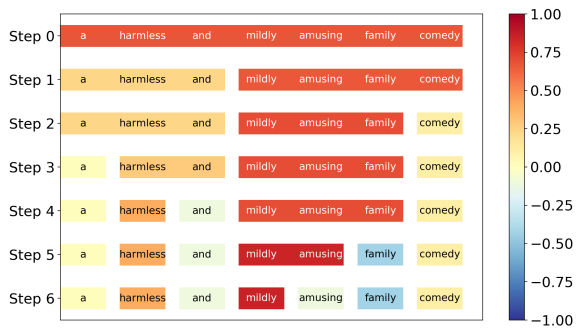 Step 0 a harmless and mildly amusing family comedy
Step 1 a harmless and mildly amusing family comedy
Step 2 a harmless and mildly amusing family comedy
Step 3 a harmless and mildly amusing family comedy
Step 4 a harmless and mildly amusing family comedy
Step 5 a harmless and mildly amusing family comedy
Step 6 a harmless and mildly amusing family comedy
1.00
0.75
0.50
0.25
0.00
−0.25
−0.50
−0.75
−1.00